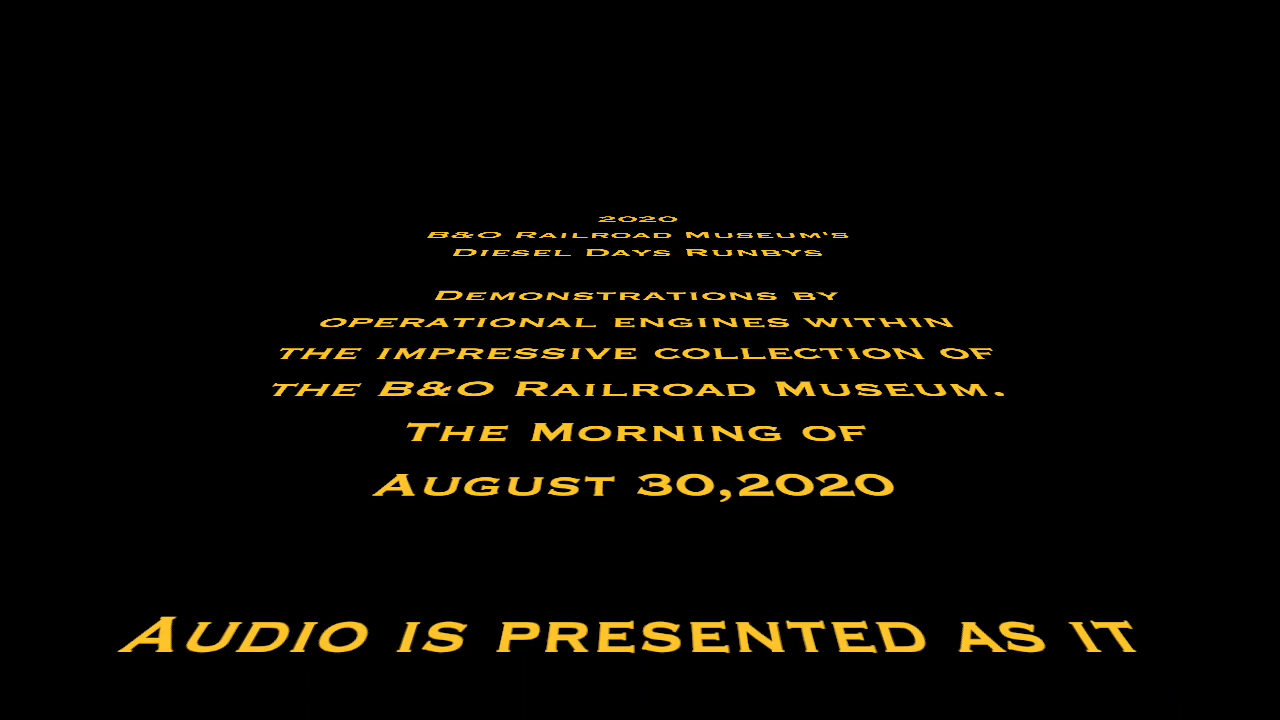 2020
B&O Railroad Museum's
Diesel Days Runbys
Demonstrations by
operational engines within
the impressive collection of
the B&O Railroad Museum.
The Morning of
August 30,2020
Audio is presented as it